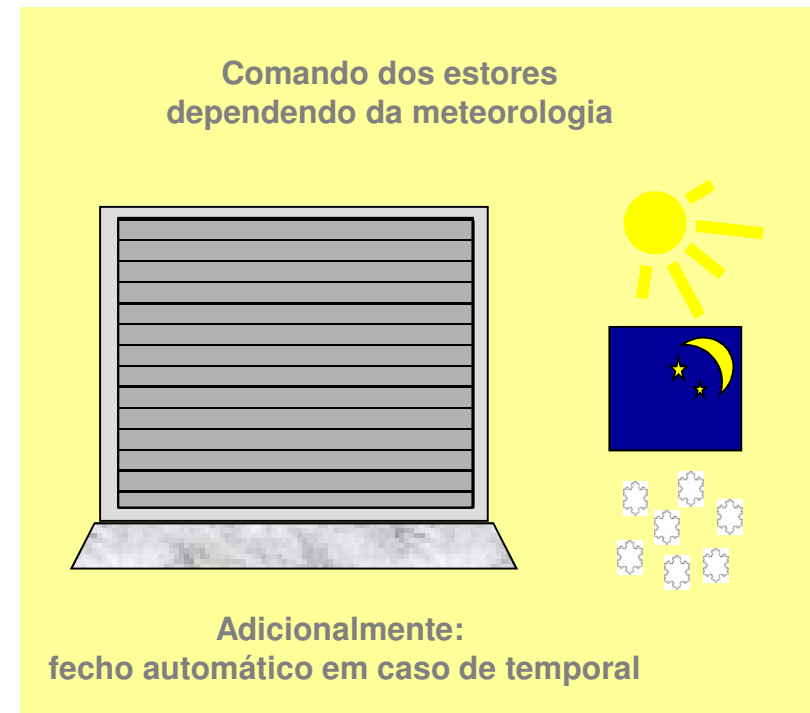 Comando dos estores
dependendo da meteorologia
Adicionalmente:
fecho automático em caso de temporal